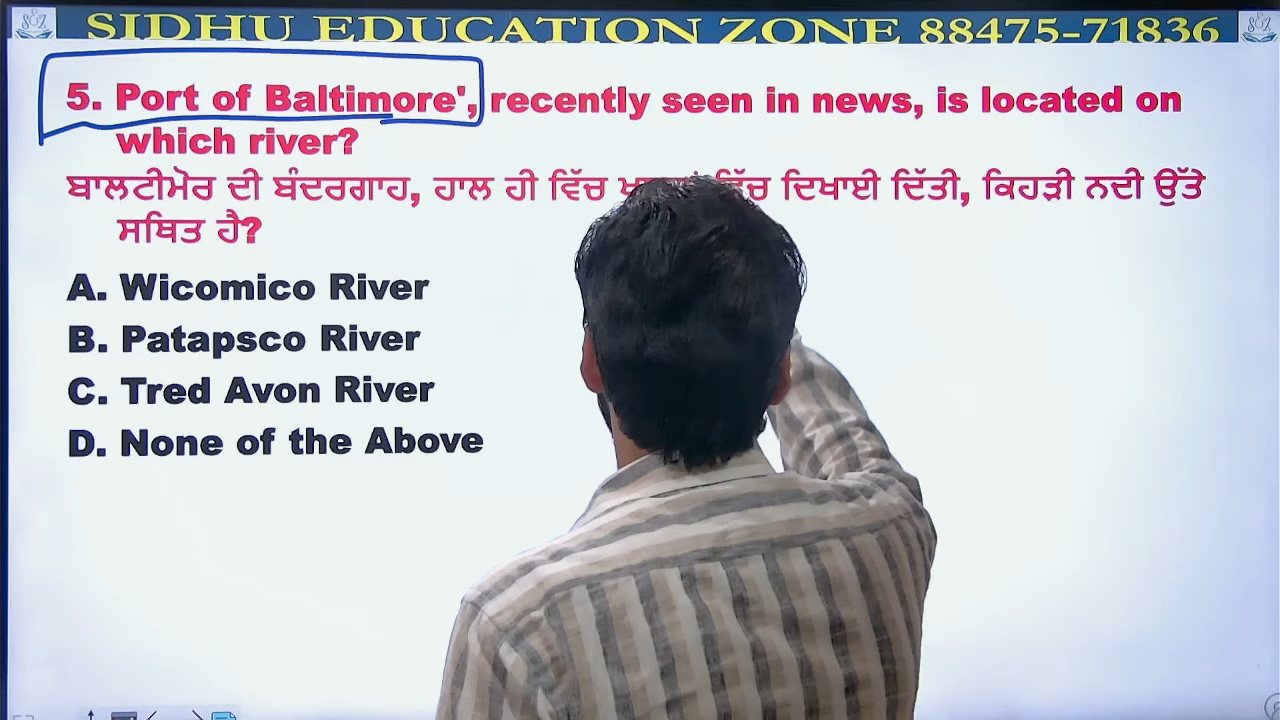 SIDHU EDUCATION ZONE 88475-71836
5. Port of Baltimore', recently seen in news, is located on
which river?
ਬਾਲਟੀਮੋਰ ਦੀ ਬੰਦਰਗਾਹ, ਹਾਲ ਹੀ ਵਿੱਚ ਦਿਖਾਈ ਦਿੱਤੀ, ਕਿਹੜੀ ਨਦੀ ਉੱਤੇ
ਸਥਿਤ ਹੈ?
A. Wicomico River
B. Patapsco River
C. Tred Avon River
D. None of the Above